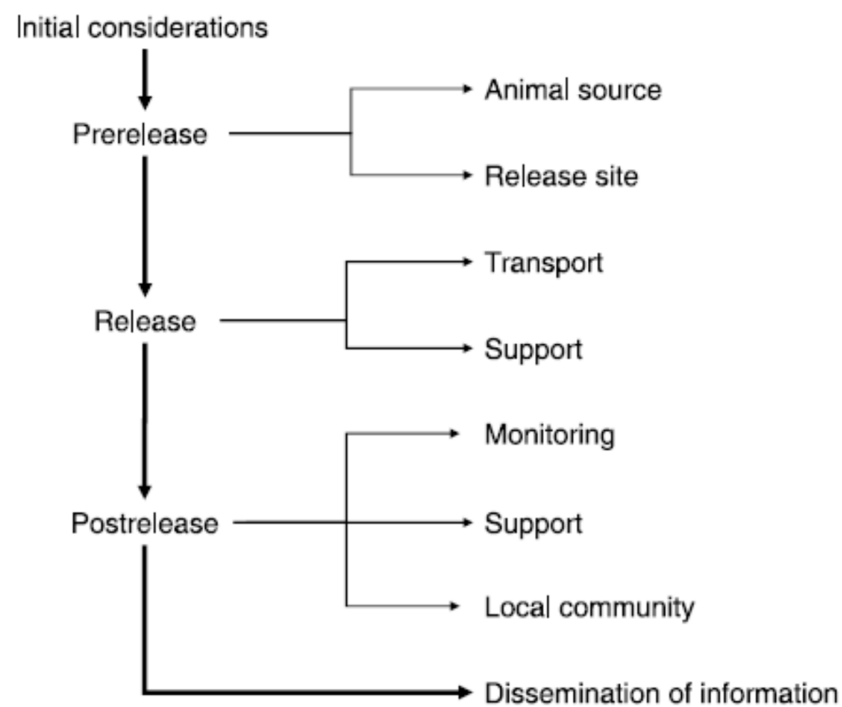 Initial considerations
Prerelease
Animal source
Release site
Release
Transport
Support
Postrelease
Monitoring
Support
Local community
Dissemination of information